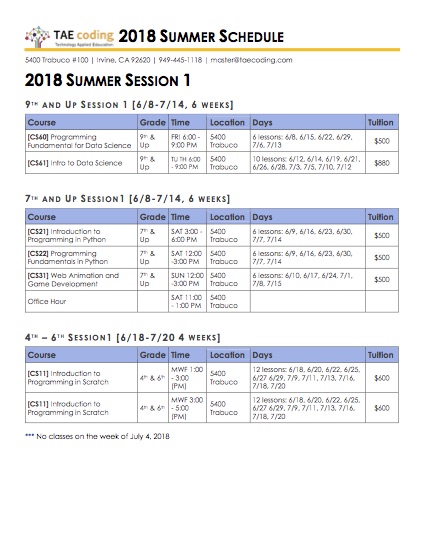 TAE coding
Technology Applied Education
2018 SUMMER SCHEDULE
5400 Trabuco #100 | Irvine, CA 92620 | 949-445-1118 | master@taecoding.com
2018 SUMMER SESSION 1
9TH AND UP SESSION 1 [6/8-7/14, 6 WEEKS]
Course Grade Time Location Days Tuition
[CS60] Programming Fundamental for Data Science 9th & Up FRI 6:00 - 9:00 PM 5400 Trabuco 6 lessons: 6/8, 6/15, 6/22, 6/29, 7/6, 7/13 $500
[CS61] Intro to Data Science 9th & Up TU TH 6:00 - 9:00 PM 5400 Trabuco 10 lessons: 6/12, 6/14, 6/19, 6/21, 6/26, 6/28, 7/3, 7/5, 7/10, 7/12 $880
7TH AND UP SESSION1 [6/8-7/14, 6 WEEKS]
Course Grade Time Location Days Tuition
[CS21] Introduction to Programming in Python 7th & Up SAT 3:00 - 6:00 PM 5400 Trabuco 6 lessons: 6/9, 6/16, 6/23, 6/30, 7/7, 7/14 $500
[CS22] Programming Fundamentals in Python 7th & Up SAT 12:00 -3:00 PM 5400 Trabuco 6 lessons: 6/9, 6/16, 6/23, 6/30, 7/7, 7/14 $500
[CS31] Web Animation and Game Development 7th & Up SUN 12:00 -3:00 PM 5400 Trabuco 6 lessons: 6/10, 6/17, 6/24, 7/1, 7/8, 7/15 $500
Office Hour SAT 11:00 - 1:00 PM 5400 Trabuco
4TH – 6TH SESSION1 [6/18-7/20 4 WEEKS]
Course Grade Time Location Days Tuition
[CS11] Introduction to Programming in Scratch 4th & 6th MWF 1:00 - 3:00 (PM) 5400 Trabuco 12 lessons: 6/18, 6/20, 6/22, 6/25, 6/27 6/29, 7/9, 7/11, 7/13, 7/16, 7/18, 7/20 $600
[CS11] Introduction to Programming in Scratch 4th & 6th MWF 3:00 - 5:00 (PM) 5400 Trabuco 12 lessons: 6/18, 6/20, 6/22, 6/25, 6/27 6/29, 7/9, 7/11, 7/13, 7/16, 7/18, 7/20 $600
*** No classes on the week of July 4, 2018